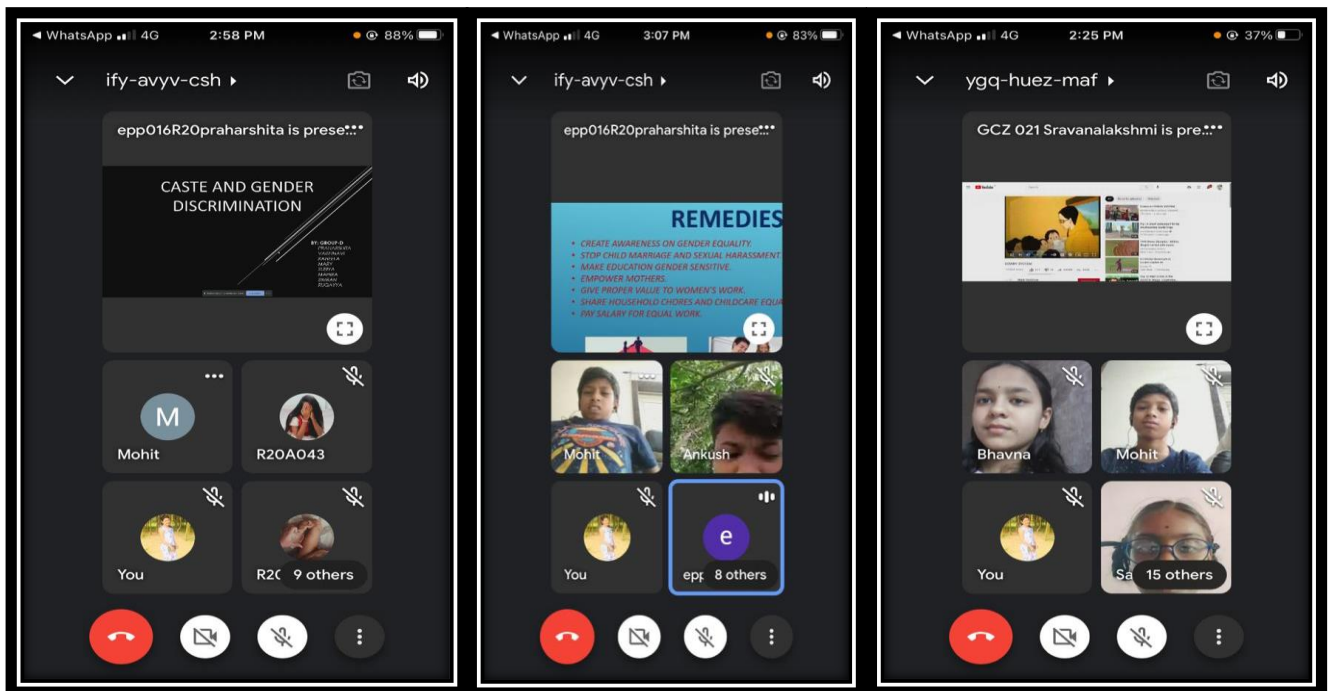 WhatsApp 4G 2:58 PM 88%
ify-avyv-csh
epp016R20praharshita is prese...
CASTE AND GENDER
DISCRIMINATION
BY: GROUP-D
PRAHARSHITA
Mohit
R20A043
You
R20 9 others
WhatsApp 4G 3:07 PM 83%
ify-avyv-csh
epp016R20praharshita is prese...
REMEDIES
• CREATE AWARENESS ON GENDER EQUALITY.
• STOP CHILD MARRIAGE AND SEXUAL HARASSMENT.
• MAKE EDUCATION GENDER SENSITIVE.
• EMPOWER MOTHERS.
• GIVE PROPER VALUE TO WOMEN'S WORK.
• SHARE HOUSEHOLD CHORES AND CHILDCARE EQUA
• PAY SALARY FOR EQUAL WORK.
Mohit
Ankush
You
e
epp 8 others
WhatsApp 4G 2:25 PM 37%
ygq-huez-maf
GCZ 021 Sravanalakshmi is pre...
Bhavna
Mohit
You
Sa 15 others